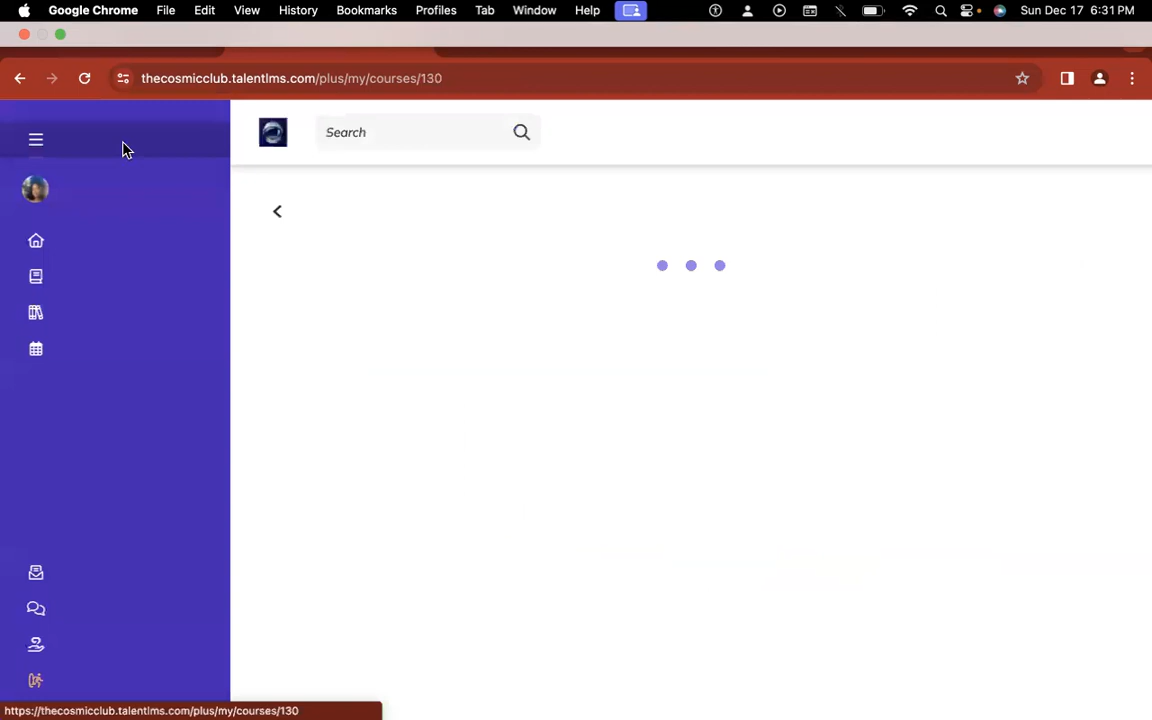 Google Chrome File Edit View History Bookmarks Profiles Tab Window Help Sun Dec 17 6:31 PM
thecosmicclub.talentlms.com/plus/my/courses/130
Search
https://thecosmicclub.talentlms.com/plus/my/courses/130